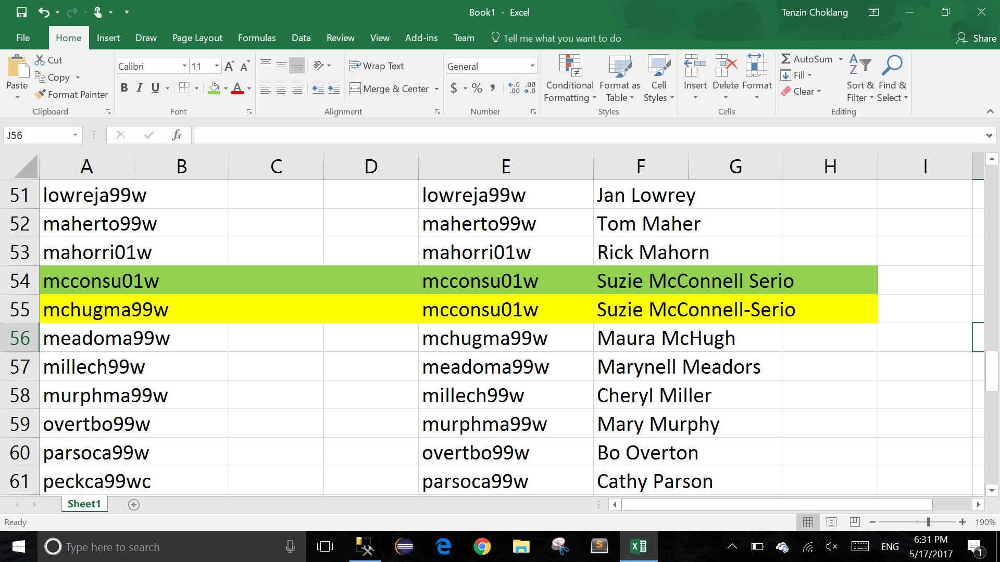 Book1 - Excel
Tenzin Choklang
File Home Insert Draw Page Layout Formulas Data Review View Add-ins Team Tell me what you want to do Share
Paste
Cut
Copy
Format Painter
Clipboard
Calibri 11
A A
B I U A
Font
Wrap Text
Merge & Center
Alignment
General
$ % ,
.0 .00
.00 .0
Number
Conditional Formatting
Format as Table
Cell Styles
Styles
Insert Delete Format
Cells
AutoSum
Fill
Clear
Sort & Filter
Find & Select
Editing
J56 fx
A B C D E F G H I
51 lowreja99w lowreja99w Jan Lowrey
52 maherto99w maherto99w Tom Maher
53 mahorri01w mahorri01w Rick Mahorn
54 mcconsu01w mcconsu01w Suzie McConnell Serio
55 mchugma99w mcconsu01w Suzie McConnell-Serio
56 meadoma99w mchugma99w Maura McHugh
57 millech99w meadoma99w Marynell Meadors
58 murphma99w millech99w Cheryl Miller
59 overtbo99w murphma99w Mary Murphy
60 parsoca99w overtbo99w Bo Overton
61 peckca99wc parsoca99w Cathy Parson
Sheet1
Ready
190%
Type here to search
ENG
6:31 PM
5/17/2017
1